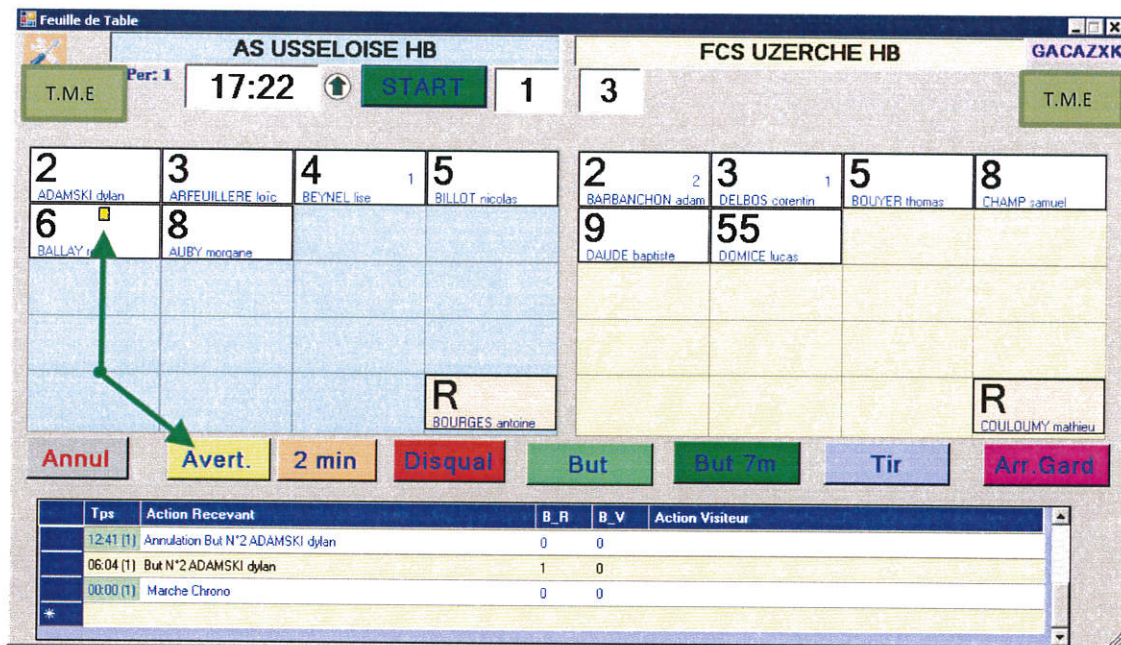 Feuille de Table
AS USSELOISE HB
FCS UZERCHE HB
GACAZXK
T.M.E
Per: 1
17:22
START
1
3
T.M.E
2
3
4 1
5
ADAMSKI dylan
ARFEUILLERE loïc
BEYNEL lise
BILLOT nicolas
6
8
BALLAY
AUBY morgane
R
BOURGES antoine
2 2
3 1
5
8
BARBANCHON adam
DELBOS corentin
BOUYER thomas
CHAMP samuel
9
55
DAUDE baptiste
DOMICE lucas
R
COULOUMY mathieu
Annul
Avert.
2 min
Disqual
But
But 7m
Tir
Arr.Gard
Tps Action Recevant B_R B_V Action Visiteur
12:41 (1) Annulation But N°2 ADAMSKI dylan 0 0
06:04 (1) But N°2 ADAMSKI dylan 1 0
00:00 (1) Marche Chrono 0 0
*